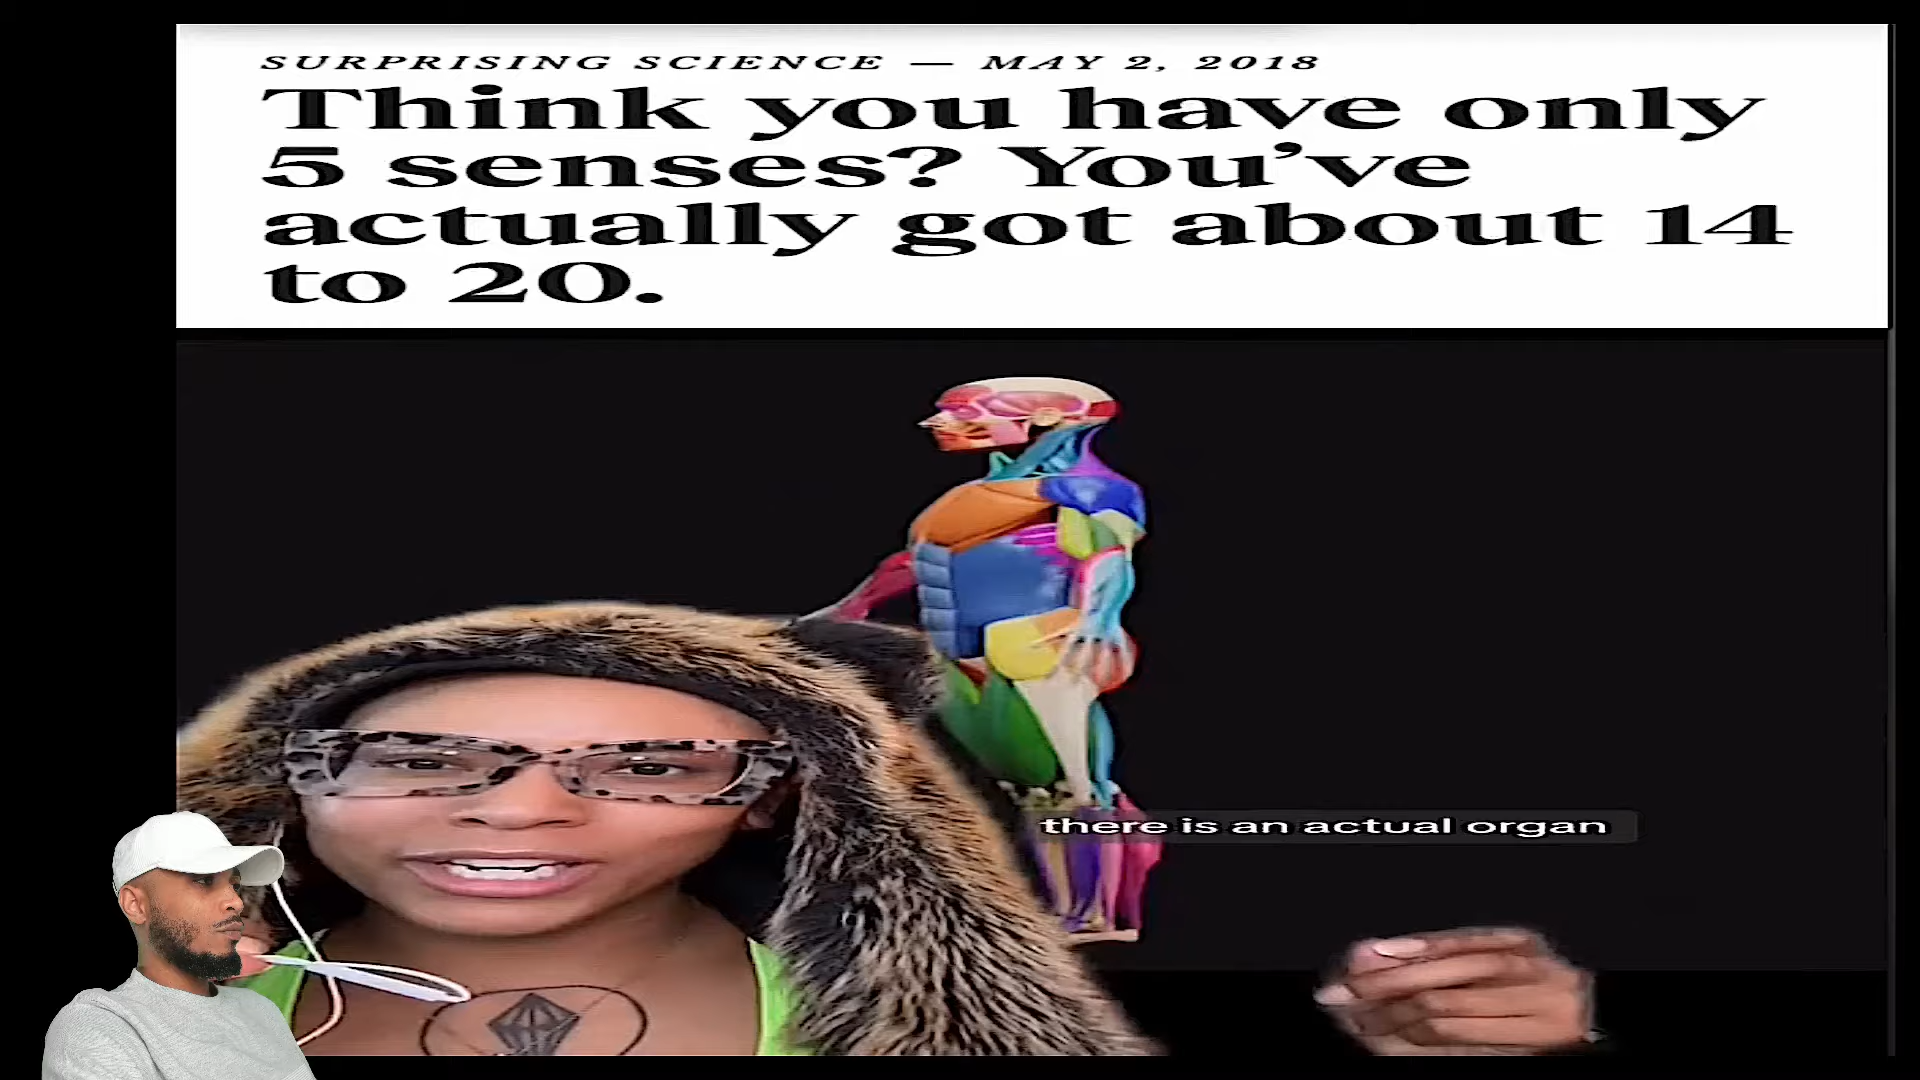 SURPRISING SCIENCE — MAY 2, 2018
Think you have only
5 senses? You’ve
actually got about 14
to 20.
there is an actual organ